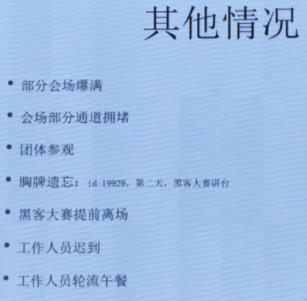 其他情况
• 部分会场爆满
• 会场部分通道拥堵
• 团体参观
• 胸牌遗忘：id:19929，第二天，黑客大赛讲台
• 黑客大赛提前离场
• 工作人员迟到
• 工作人员轮流午餐